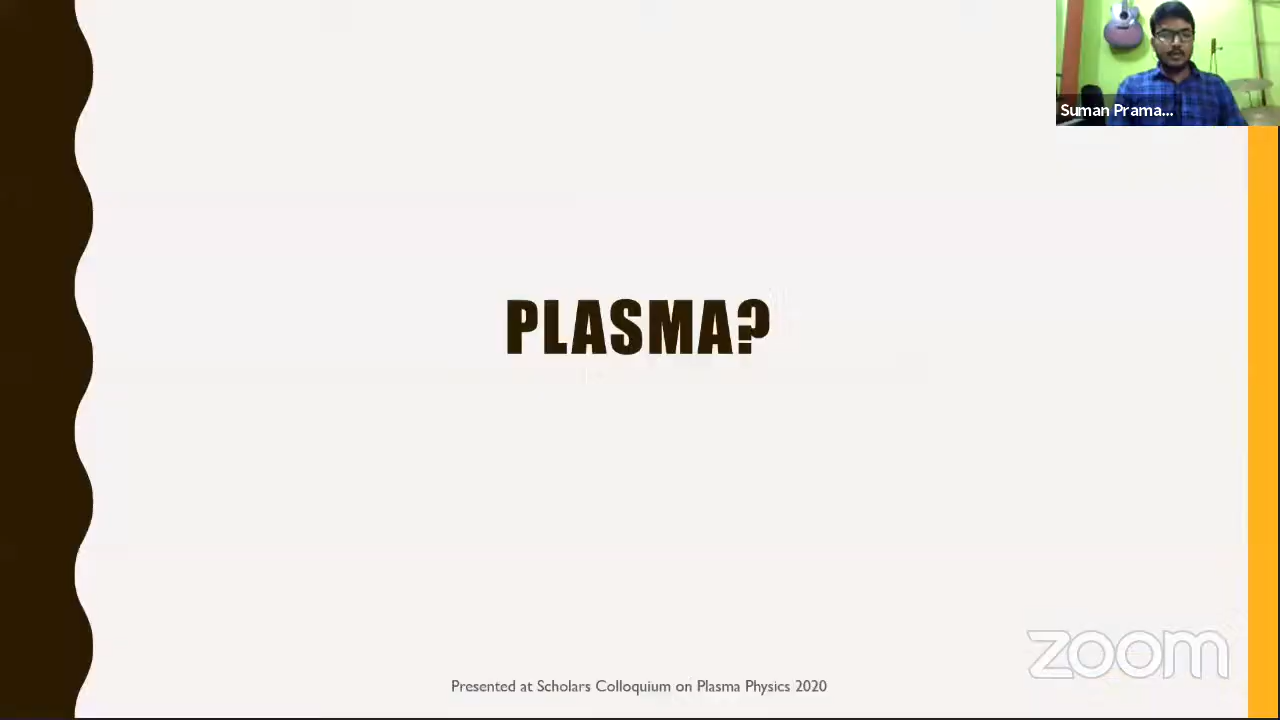 Suman Prama...
PLASMA?
zoom
Presented at Scholars Colloquium on Plasma Physics 2020